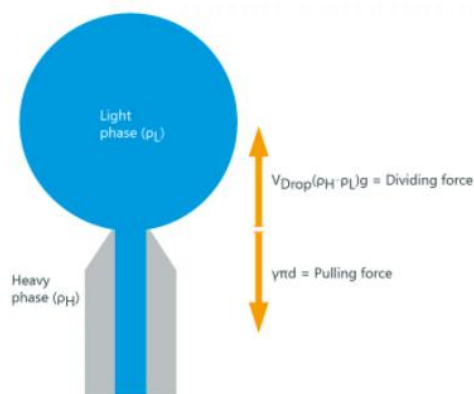 Light
phase (ρL)
VDrop(ρH-ρL)g = Dividing force
Heavy
phase (ρH)
γπd = Pulling force